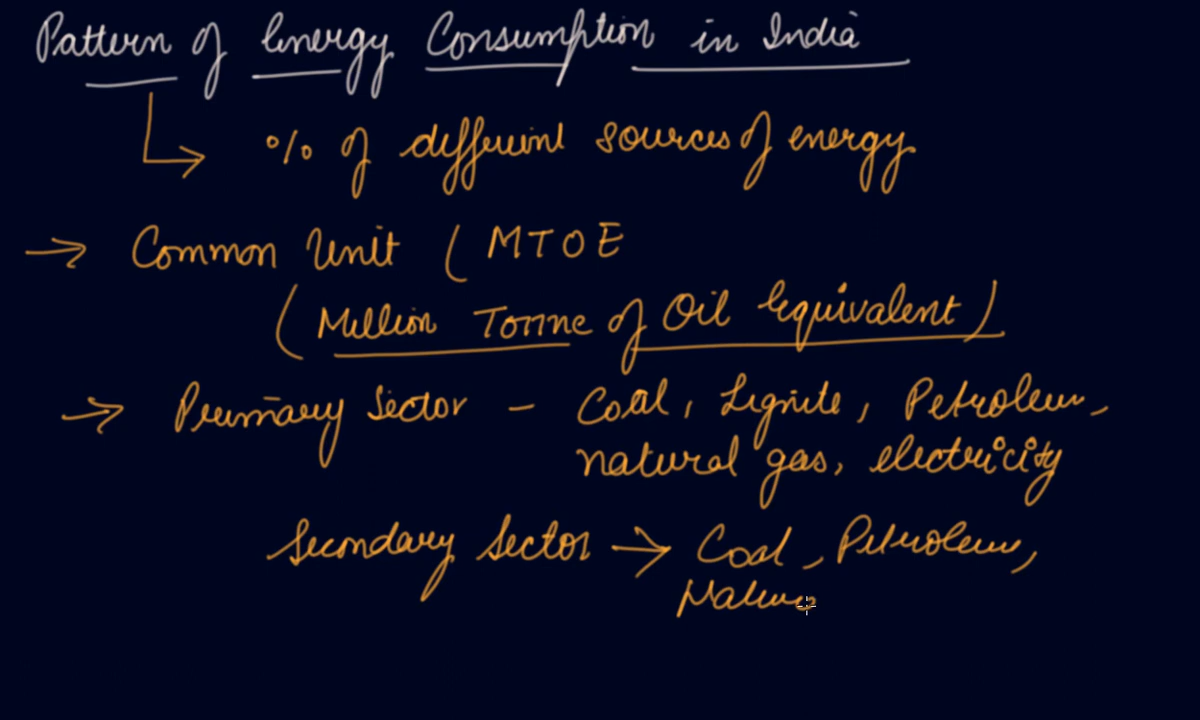 Pattern of Energy Consumption in India
% of different sources of energy
→ Common Unit ( MTOE
( Million Tonne of Oil Equivalent )
→ Primary Sector - Coal, Lignite, Petroleum,
natural gas, electricity
Secondary Sector → Coal, Petroleum,